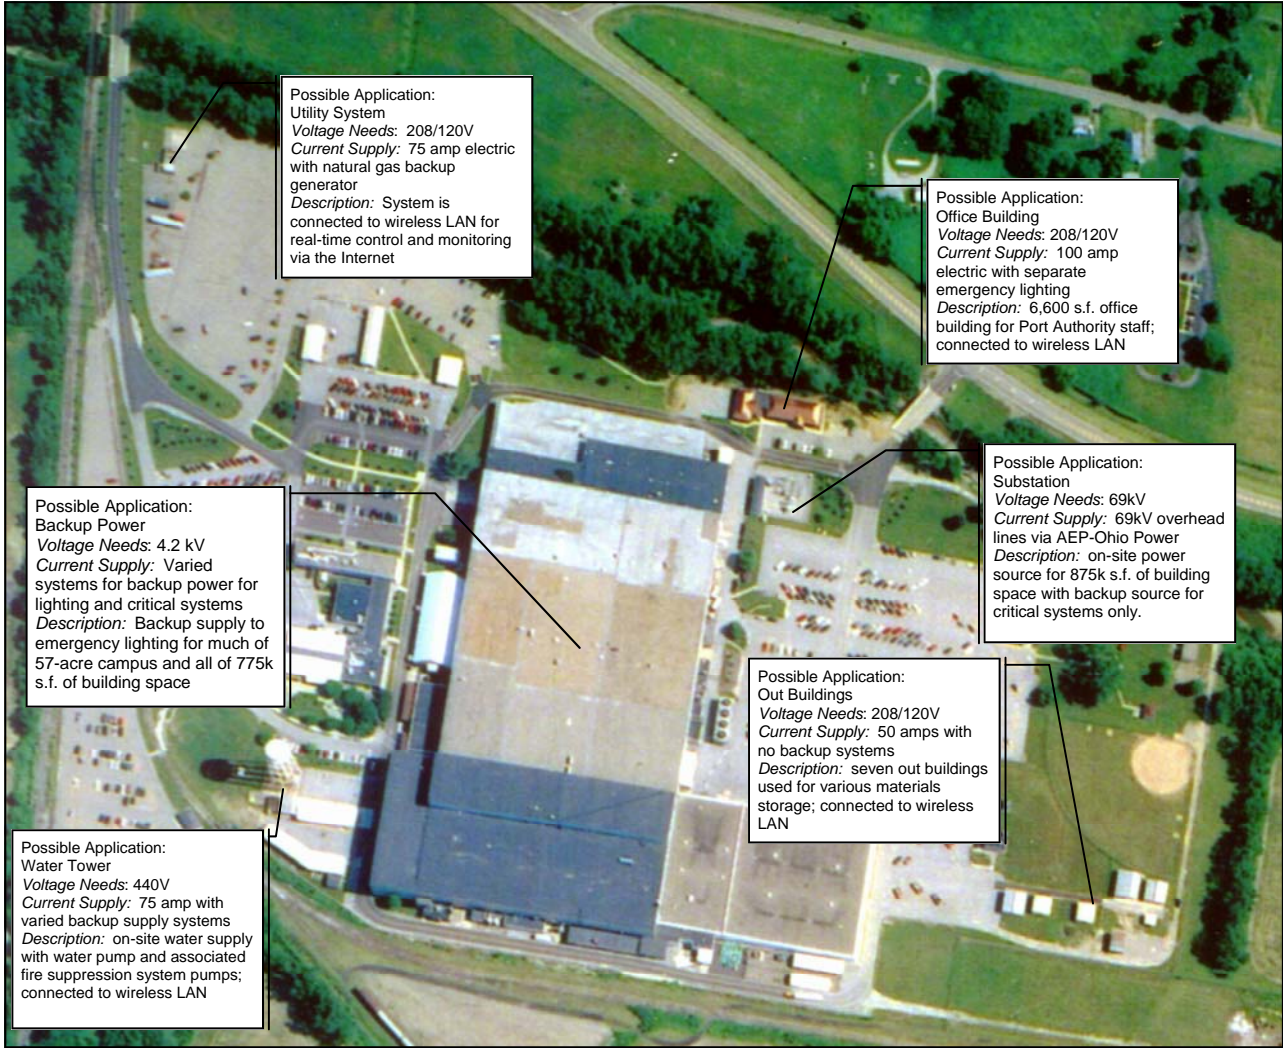 Possible Application:
Utility System
Voltage Needs: 208/120V
Current Supply: 75 amp electric
with natural gas backup
generator
Description: System is
connected to wireless LAN for
real-time control and monitoring
via the Internet
Possible Application:
Office Building
Voltage Needs: 208/120V
Current Supply: 100 amp
electric with separate
emergency lighting
Description: 6,600 s.f. office
building for Port Authority staff;
connected to wireless LAN
Possible Application:
Substation
Voltage Needs: 69kV
Current Supply: 69kV overhead
lines via AEP-Ohio Power
Description: on-site power
source for 875k s.f. of building
space with backup source for
critical systems only.
Possible Application:
Backup Power
Voltage Needs: 4.2 kV
Current Supply: Varied
systems for backup power for
lighting and critical systems
Description: Backup supply to
emergency lighting for much of
57-acre campus and all of 775k
s.f. of building space
Possible Application:
Out Buildings
Voltage Needs: 208/120V
Current Supply: 50 amps with
no backup systems
Description: seven out buildings
used for various materials
storage; connected to wireless
LAN
Possible Application:
Water Tower
Voltage Needs: 440V
Current Supply: 75 amp with
varied backup supply systems
Description: on-site water supply
with water pump and associated
fire suppression system pumps;
connected to wireless LAN